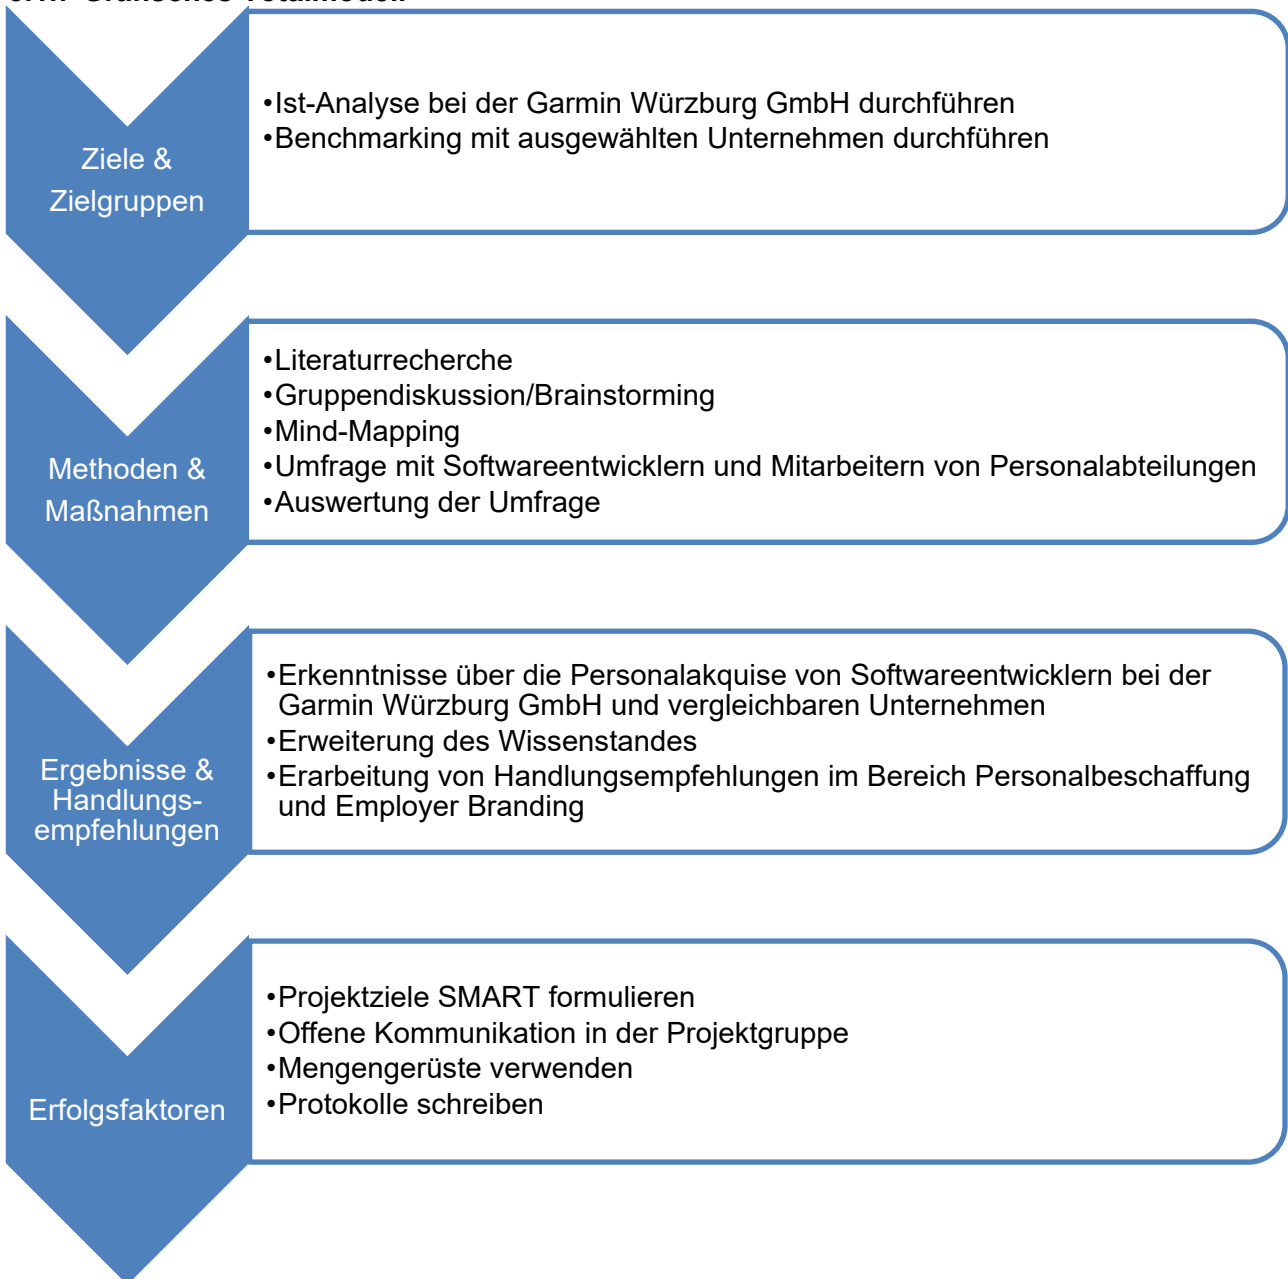 Grafisches Totalmodell
Ziele &
Zielgruppen
•Ist-Analyse bei der Garmin Würzburg GmbH durchführen
•Benchmarking mit ausgewählten Unternehmen durchführen
Methoden &
Maßnahmen
•Literaturrecherche
•Gruppendiskussion/Brainstorming
•Mind-Mapping
•Umfrage mit Softwareentwicklern und Mitarbeitern von Personalabteilungen
•Auswertung der Umfrage
Ergebnisse &
Handlungs-
empfehlungen
•Erkenntnisse über die Personalakquise von Softwareentwicklern bei der
Garmin Würzburg GmbH und vergleichbaren Unternehmen
•Erweiterung des Wissenstandes
•Erarbeitung von Handlungsempfehlungen im Bereich Personalbeschaffung
und Employer Branding
Erfolgsfaktoren
•Projektziele SMART formulieren
•Offene Kommunikation in der Projektgruppe
•Mengengerüste verwenden
•Protokolle schreiben